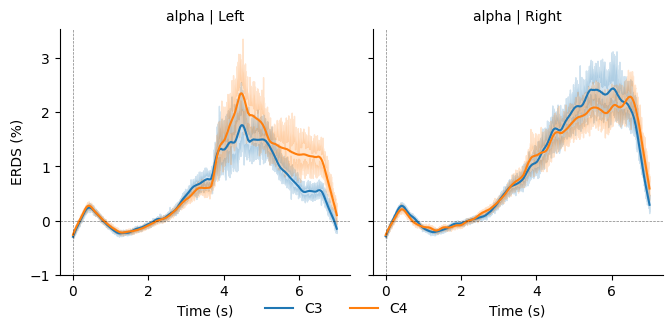 alpha | Left
alpha | Right
ERDS (%)
3
2
1
0
−1
0
2
4
6
0
2
4
6
Time (s)
Time (s)
C3
C4